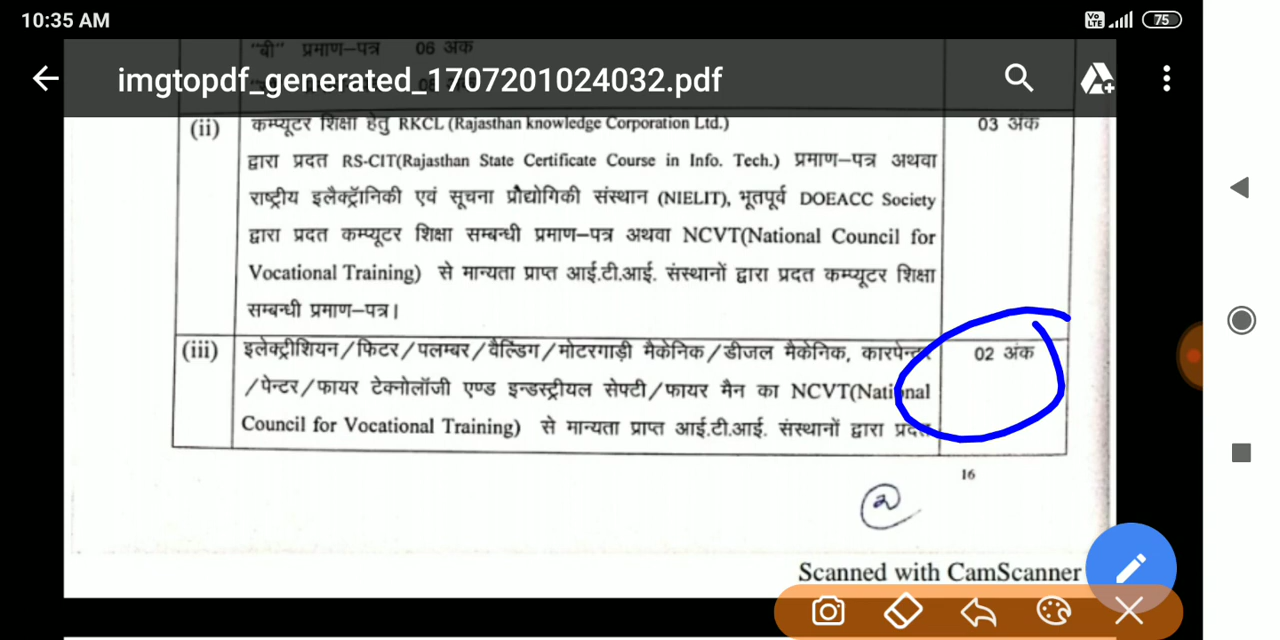 10:35 AM
Vo LTE
75
"बी" प्रमाण–पत्र 06 अंक
imgtopdf_generated_1707201024032.pdf
(ii) कम्प्यूटर शिक्षा हेतु RKCL (Rajasthan knowledge Corporation Ltd.) 03 अंक
द्वारा प्रदत RS-CIT(Rajasthan State Certificate Course in Info. Tech.) प्रमाण–पत्र अथवा
राष्ट्रीय इलैक्ट्रॉनिकी एवं सूचना प्रौद्योगिकी संस्थान (NIELIT), भूतपूर्व DOEACC Society
द्वारा प्रदत कम्प्यूटर शिक्षा सम्बन्धी प्रमाण–पत्र अथवा NCVT(National Council for
Vocational Training) से मान्यता प्राप्त आई.टी.आई. संस्थानों द्वारा प्रदत कम्प्यूटर शिक्षा
सम्बन्धी प्रमाण–पत्र।
(iii) इलेक्ट्रीशियन/फिटर/पलम्बर/वैल्डिंग/मोटरगाड़ी मैकेनिक/डीजल मैकेनिक, कारपेन्टर 02 अंक
/पेन्टर/फायर टेक्नोलॉजी एण्ड इन्डस्ट्रीयल सेफ्टी/फायर मैन का NCVT(National
Council for Vocational Training) से मान्यता प्राप्त आई.टी.आई. संस्थानों द्वारा प्रदत
16
Scanned with CamScanner